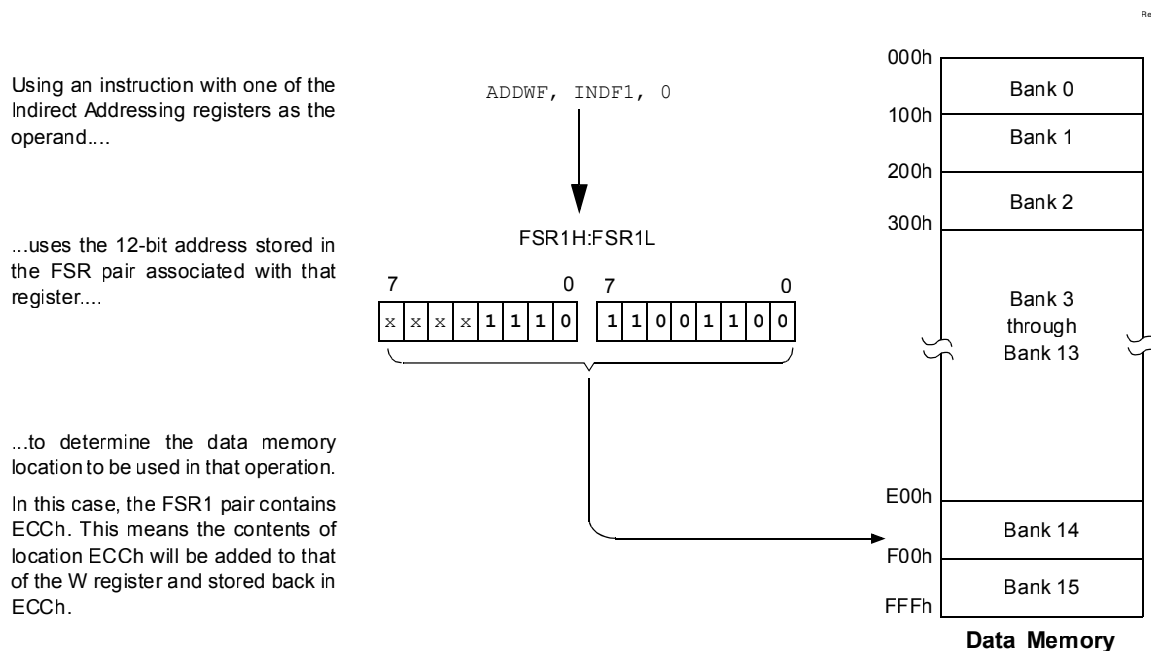 Re
Using an instruction with one of the
Indirect Addressing registers as the
operand....
ADDWF, INDF1, 0
...uses the 12-bit address stored in
the FSR pair associated with that
register....
FSR1H:FSR1L
7 0 7 0
x x x x 1 1 1 0 1 1 0 0 1 1 0 0
...to determine the data memory
location to be used in that operation.
In this case, the FSR1 pair contains
ECCh. This means the contents of
location ECCh will be added to that
of the W register and stored back in
ECCh.
000h
Bank 0
100h
Bank 1
200h
Bank 2
300h
Bank 3
through
Bank 13
E00h
Bank 14
F00h
Bank 15
FFFh
Data Memory